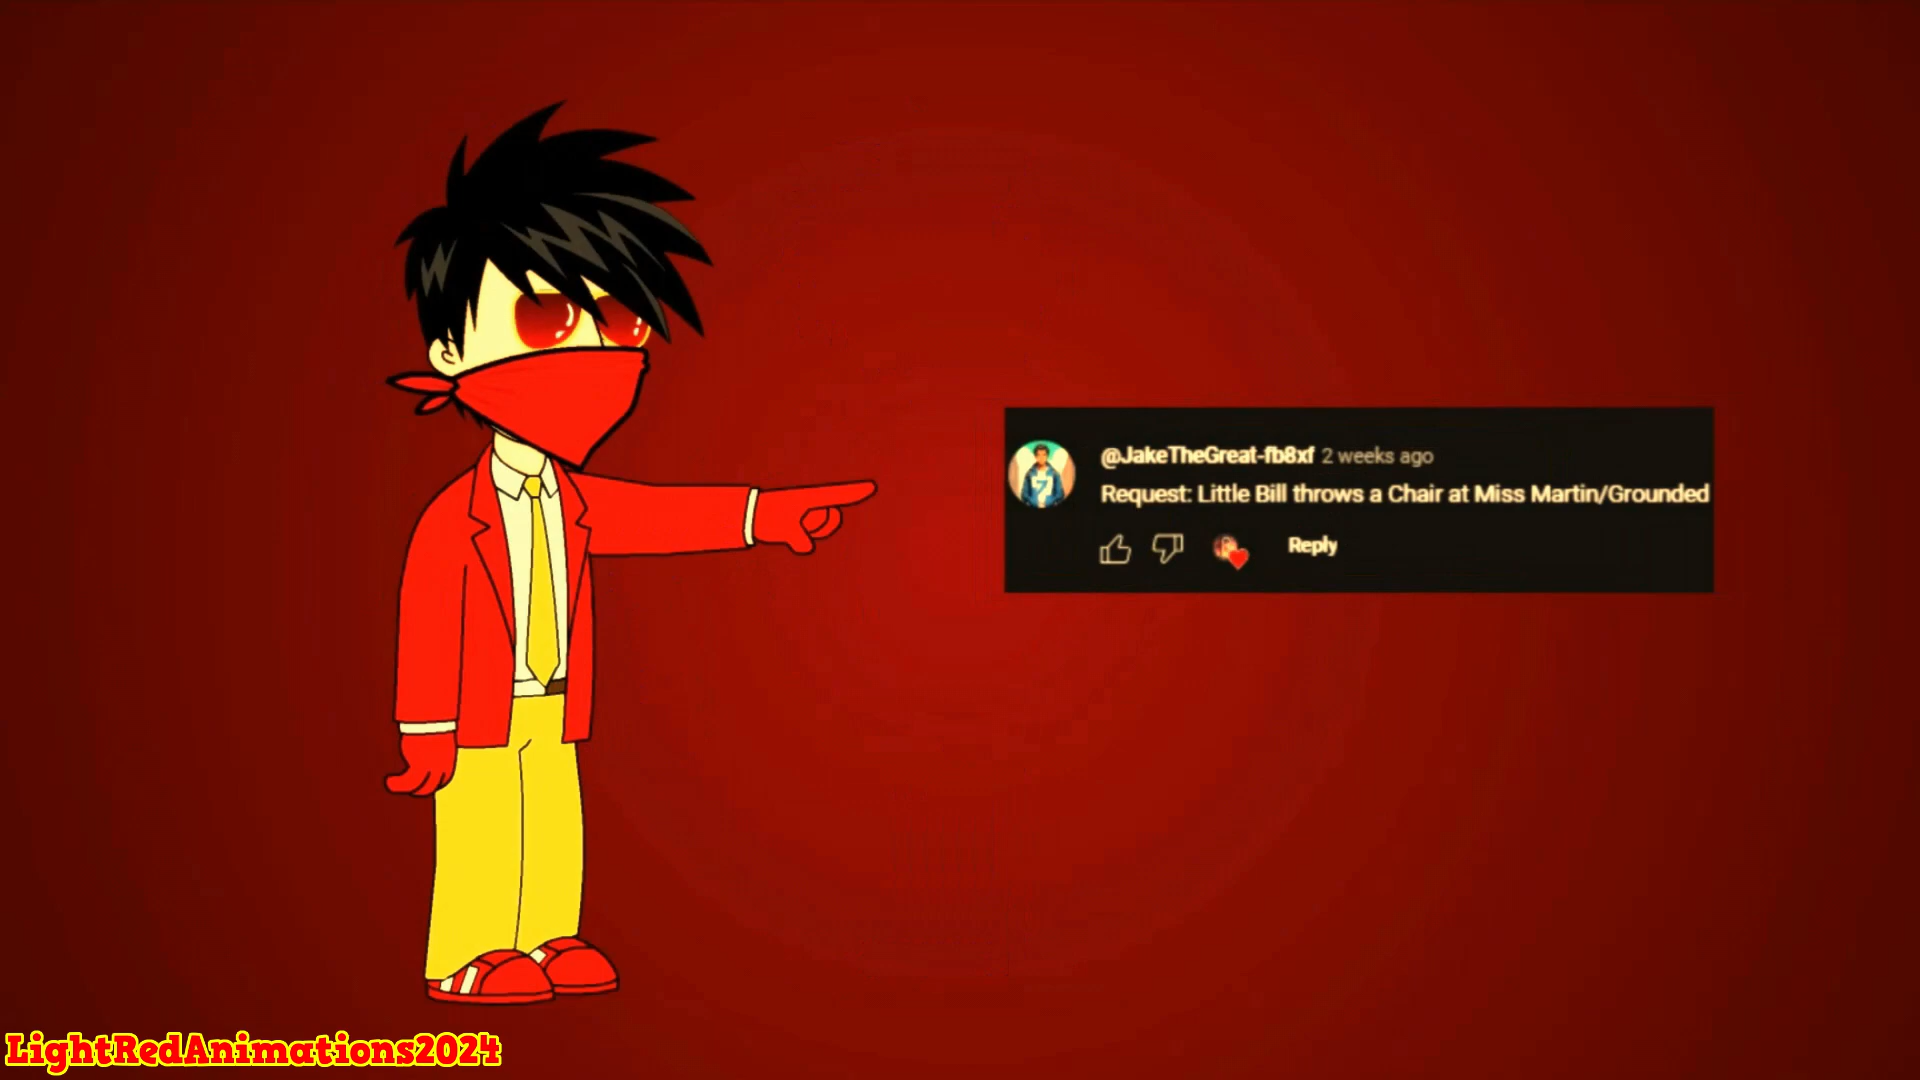 @JakeTheGreat-fb8xf 2 weeks ago
Request: Little Bill throws a Chair at Miss Martin/Grounded
Reply
LightRedAnimations2024